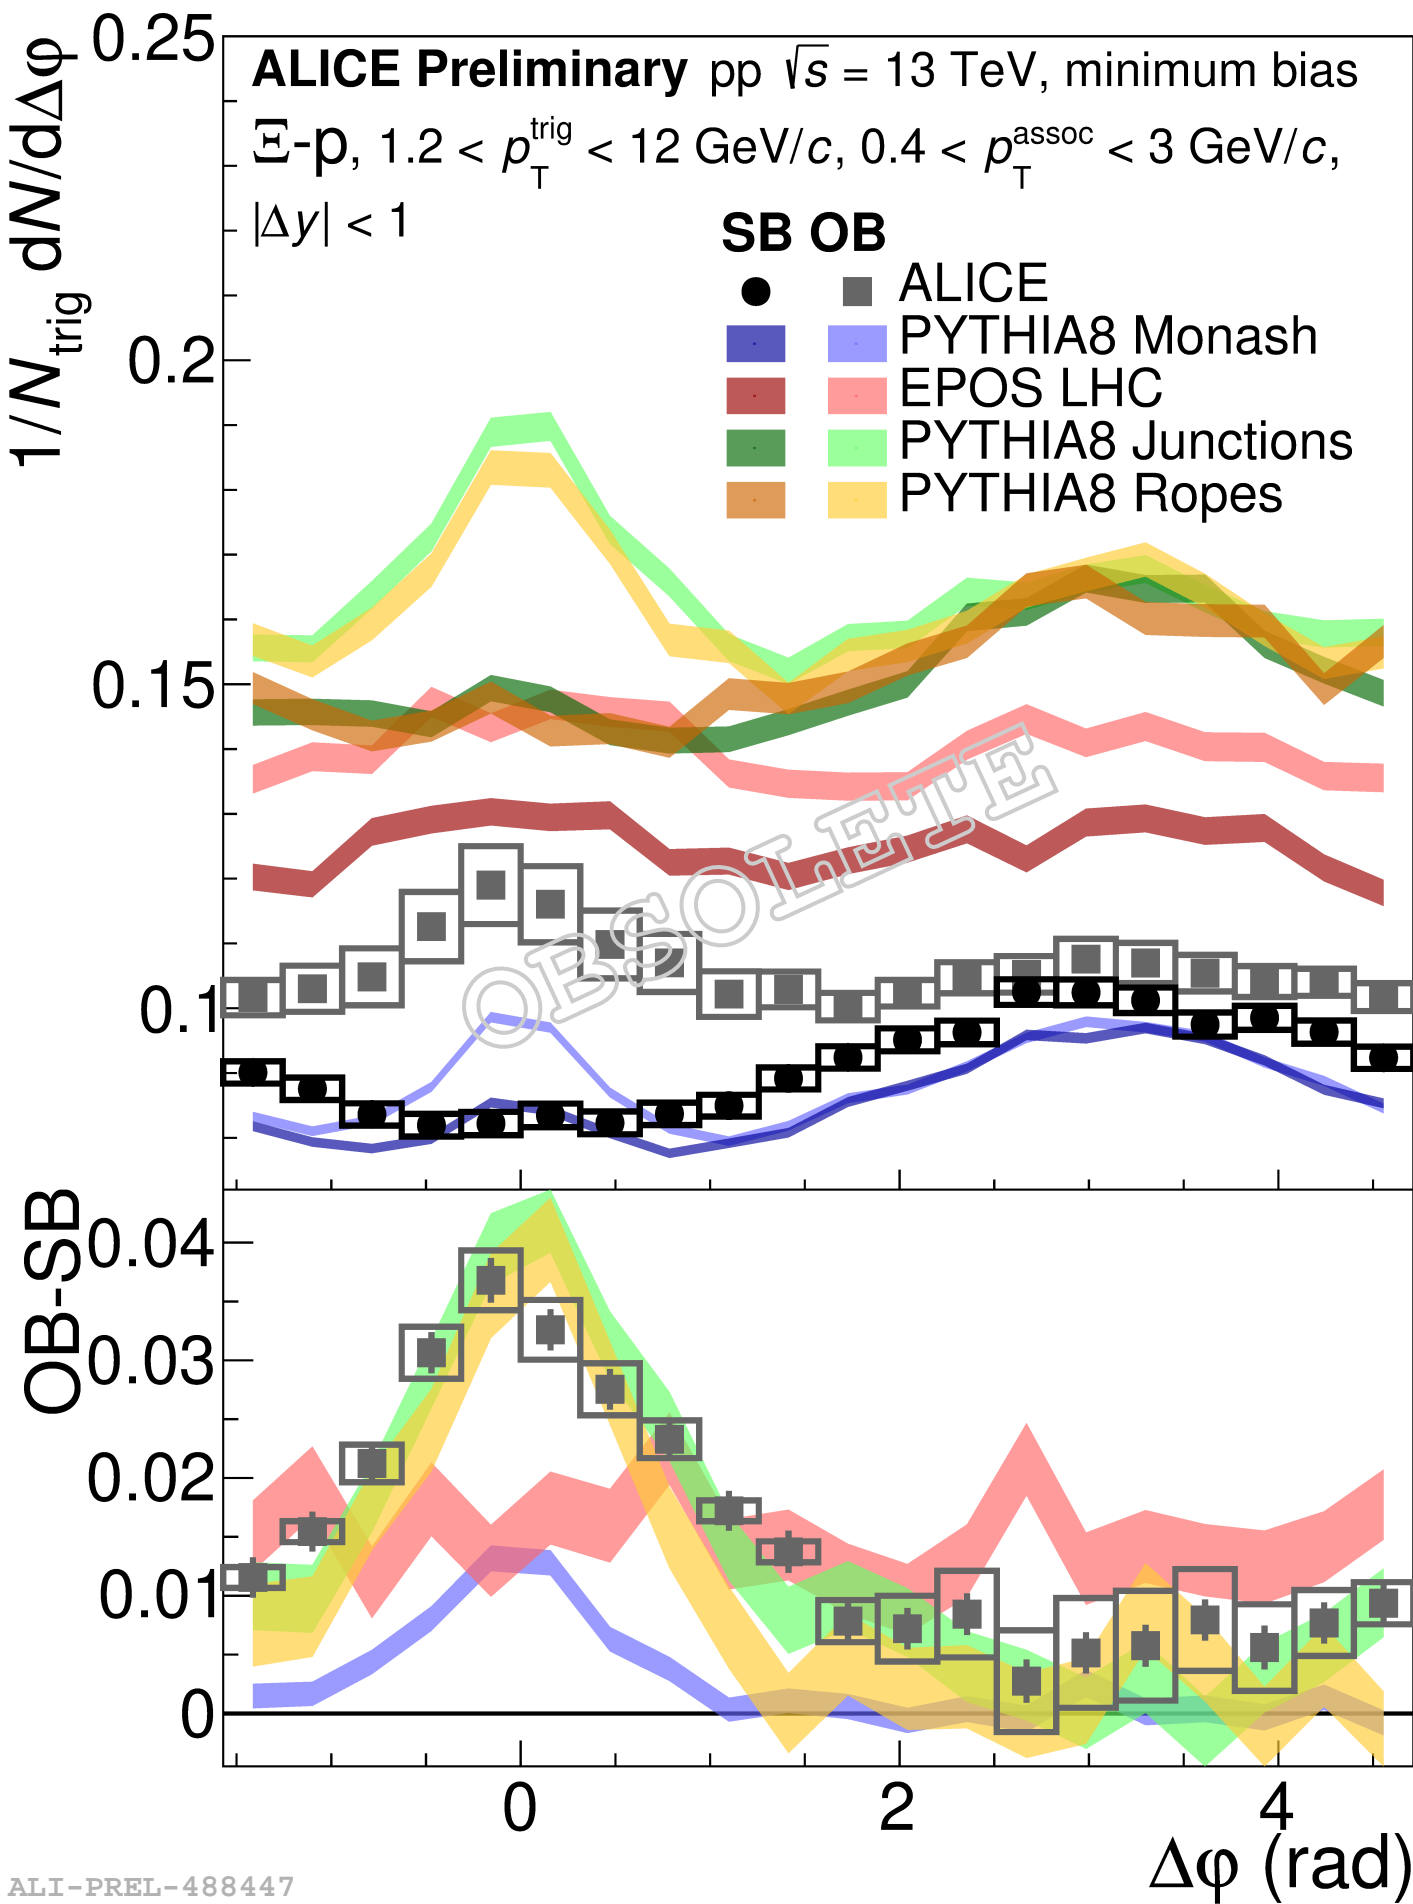 0.25
ALICE Preliminary pp √s = 13 TeV, minimum bias
Ξ-p, 1.2 < p_T^trig < 12 GeV/c, 0.4 < p_T^assoc < 3 GeV/c,
|Δy| < 1
1/N_trig dN/dΔφ
SB OB
ALICE
PYTHIA8 Monash
EPOS LHC
PYTHIA8 Junctions
PYTHIA8 Ropes
0.2
0.15
0.1
OBSOLETE
OB-SB
0.04
0.03
0.02
0.01
0
0 2 4
Δφ (rad)
ALI-PREL-488447